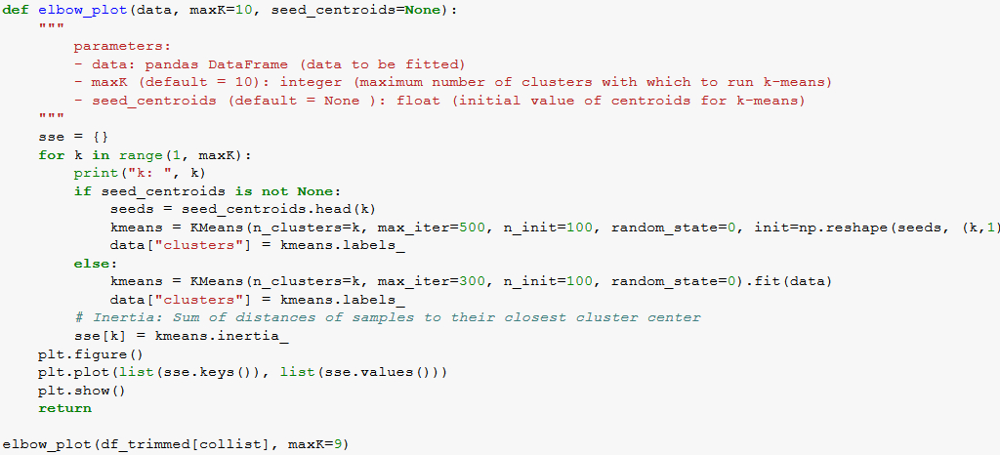 def elbow_plot(data, maxK=10, seed_centroids=None):
    """
        parameters:
        - data: pandas DataFrame (data to be fitted)
        - maxK (default = 10): integer (maximum number of clusters with which to run k-means)
        - seed_centroids (default = None ): float (initial value of centroids for k-means)
    """
    sse = {}
    for k in range(1, maxK):
        print("k: ", k)
        if seed_centroids is not None:
            seeds = seed_centroids.head(k)
            kmeans = KMeans(n_clusters=k, max_iter=500, n_init=100, random_state=0, init=np.reshape(seeds, (k,1)
            data["clusters"] = kmeans.labels_
        else:
            kmeans = KMeans(n_clusters=k, max_iter=300, n_init=100, random_state=0).fit(data)
            data["clusters"] = kmeans.labels_
        # Inertia: Sum of distances of samples to their closest cluster center
        sse[k] = kmeans.inertia_
    plt.figure()
    plt.plot(list(sse.keys()), list(sse.values()))
    plt.show()
    return
elbow_plot(df_trimmed[collist], maxK=9)